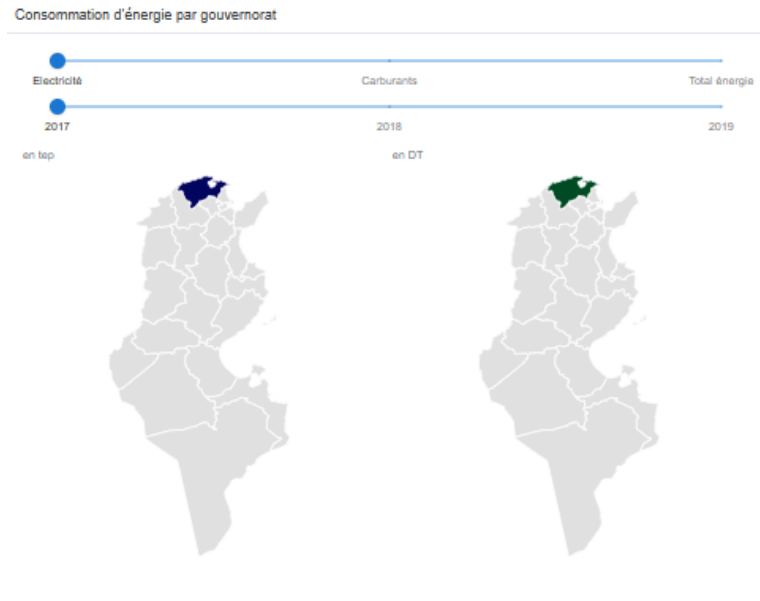 Consommation d'énergie par gouvernorat
Electricité Carburants Total énergie
2017 2018 2019
en tep en DT